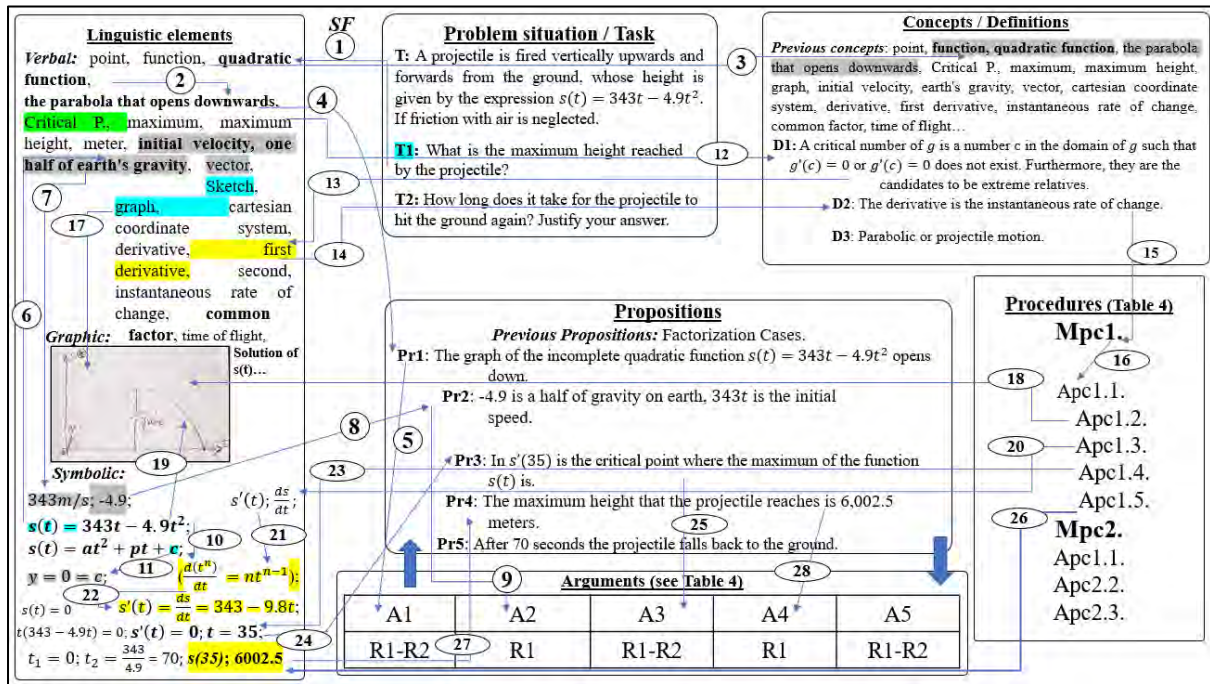 Linguistic elements
Verbal: point, function, quadratic
function,
the parabola that opens downwards.
Critical P., maximum, maximum
height, meter, initial velocity, one
half of earth's gravity, vector,
Sketch,
graph, cartesian
coordinate system,
derivative, first
derivative, second,
instantaneous rate of
change, common
factor, time of flight,
Graphic:
Solution of
s(t)…
Symbolic:
343m/s; -4.9;
s′(t); ds/dt;
s(t) = 343t − 4.9t²;
s(t) = at² + pt + c;
y = 0 = c;
(d(tⁿ)/dt = ntⁿ⁻¹);
s(t) = 0
s′(t) = ds/dt = 343 − 9.8t;
t(343 − 4.9t) = 0; s′(t) = 0; t = 35;
t₁ = 0; t₂ = 343/4.9 = 70; s(35); 6002.5
SF
1
2
3
4
5
6
7
8
9
10
11
12
13
14
15
16
17
18
19
20
21
22
23
24
25
26
27
28
Problem situation / Task
T: A projectile is fired vertically upwards and
forwards from the ground, whose height is
given by the expression s(t) = 343t − 4.9t².
If friction with air is neglected.
T1: What is the maximum height reached
by the projectile?
T2: How long does it take for the projectile to
hit the ground again? Justify your answer.
Concepts / Definitions
Previous concepts: point, function, quadratic function, the parabola
that opens downwards, Critical P., maximum, maximum height,
graph, initial velocity, earth's gravity, vector, cartesian coordinate
system, derivative, first derivative, instantaneous rate of change,
common factor, time of flight…
D1: A critical number of g is a number c in the domain of g such that
g′(c) = 0 or g′(c) = 0 does not exist. Furthermore, they are the
candidates to be extreme relatives.
D2: The derivative is the instantaneous rate of change.
D3: Parabolic or projectile motion.
Propositions
Previous Propositions: Factorization Cases.
Pr1: The graph of the incomplete quadratic function s(t) = 343t − 4.9t² opens
down.
Pr2: -4.9 is a half of gravity on earth, 343t is the initial
speed.
Pr3: In s′(35) is the critical point where the maximum of the function
s(t) is.
Pr4: The maximum height that the projectile reaches is 6,002.5
meters.
Pr5: After 70 seconds the projectile falls back to the ground.
Arguments (see Table 4)
A1 A2 A3 A4 A5
R1-R2 R1 R1-R2 R1 R1-R2
Procedures (Table 4)
Mpc1.
Apc1.1.
Apc1.2.
Apc1.3.
Apc1.4.
Apc1.5.
Mpc2.
Apc1.1.
Apc2.2.
Apc2.3.